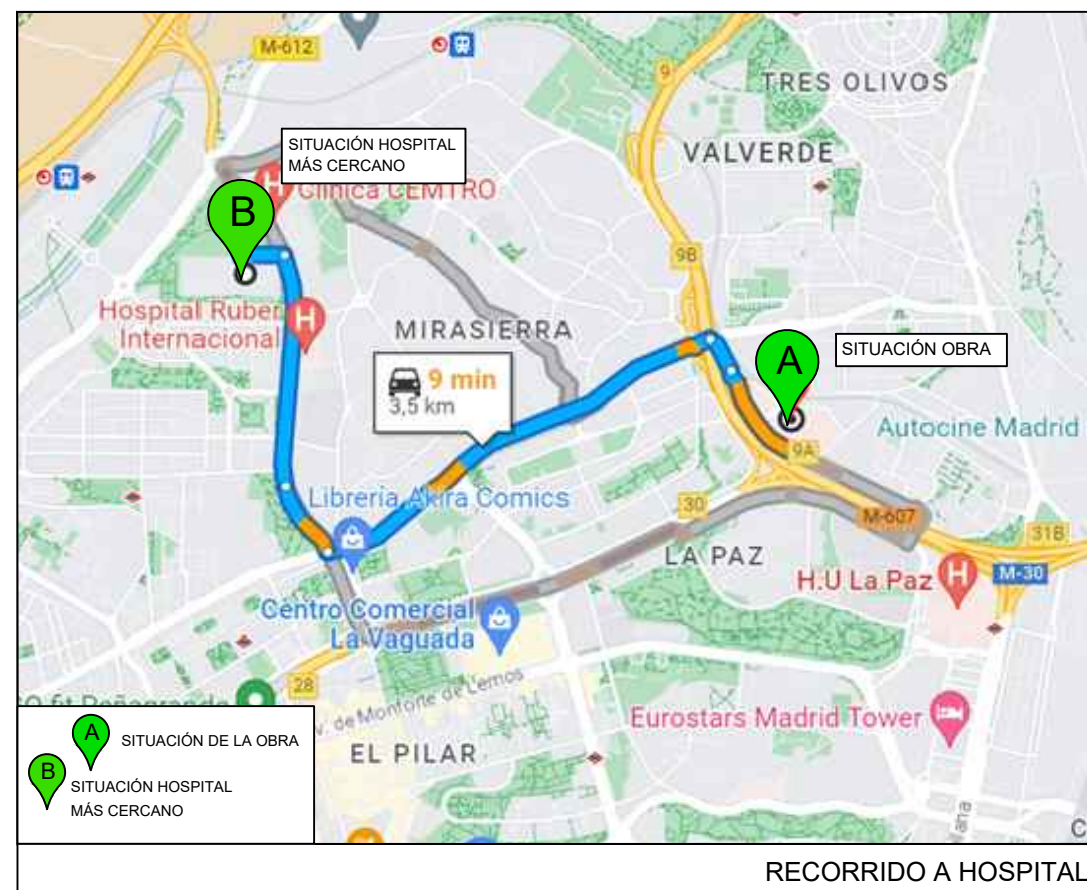 M-612
9
TRES OLIVOS
SITUACIÓN HOSPITAL
MÁS CERCANO
VALVERDE
H
Clínica CEMTRO
B
9B
Hospital Ruber
Internacional
H
MIRASIERRA
A
SITUACIÓN OBRA
9 min
3,5 km
Autocine Madrid
9A
Librería Akira Comics
30
M-607
31B
LA PAZ
H.U La Paz
H
M-30
Centro Comercial
La Vaguada
28
v. de Monforte de Lemos
Eurostars Madrid Tower
EL PILAR
A
SITUACIÓN DE LA OBRA
B
SITUACIÓN HOSPITAL
MÁS CERCANO
ana
C
RECORRIDO A HOSPITAL